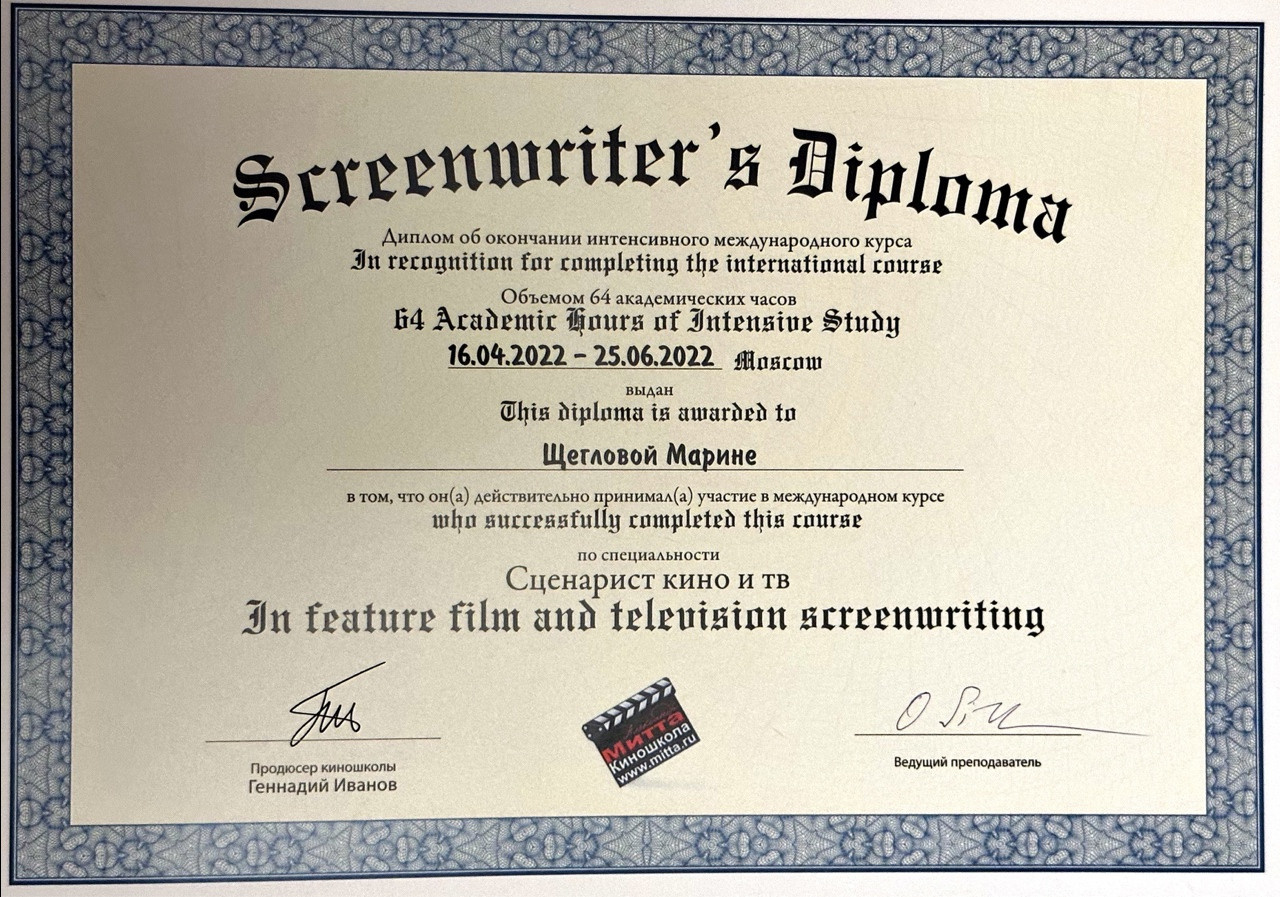 Screenwriter's Diploma
Диплом об окончании интенсивного международного курса
In recognition for completing the international course
Объемом 64 академических часов
64 Academic Hours of Intensive Study
16.04.2022 – 25.06.2022 Moscow
выдан
This diploma is awarded to
Щегловой Марине
в том, что он(а) действительно принимал(а) участие в международном курсе
who successfully completed this course
по специальности
Сценарист кино и тв
In feature film and television screenwriting
Продюсер киношколы
Геннадий Иванов
Митта
Киношкола
www.mitta.ru
Ведущий преподаватель